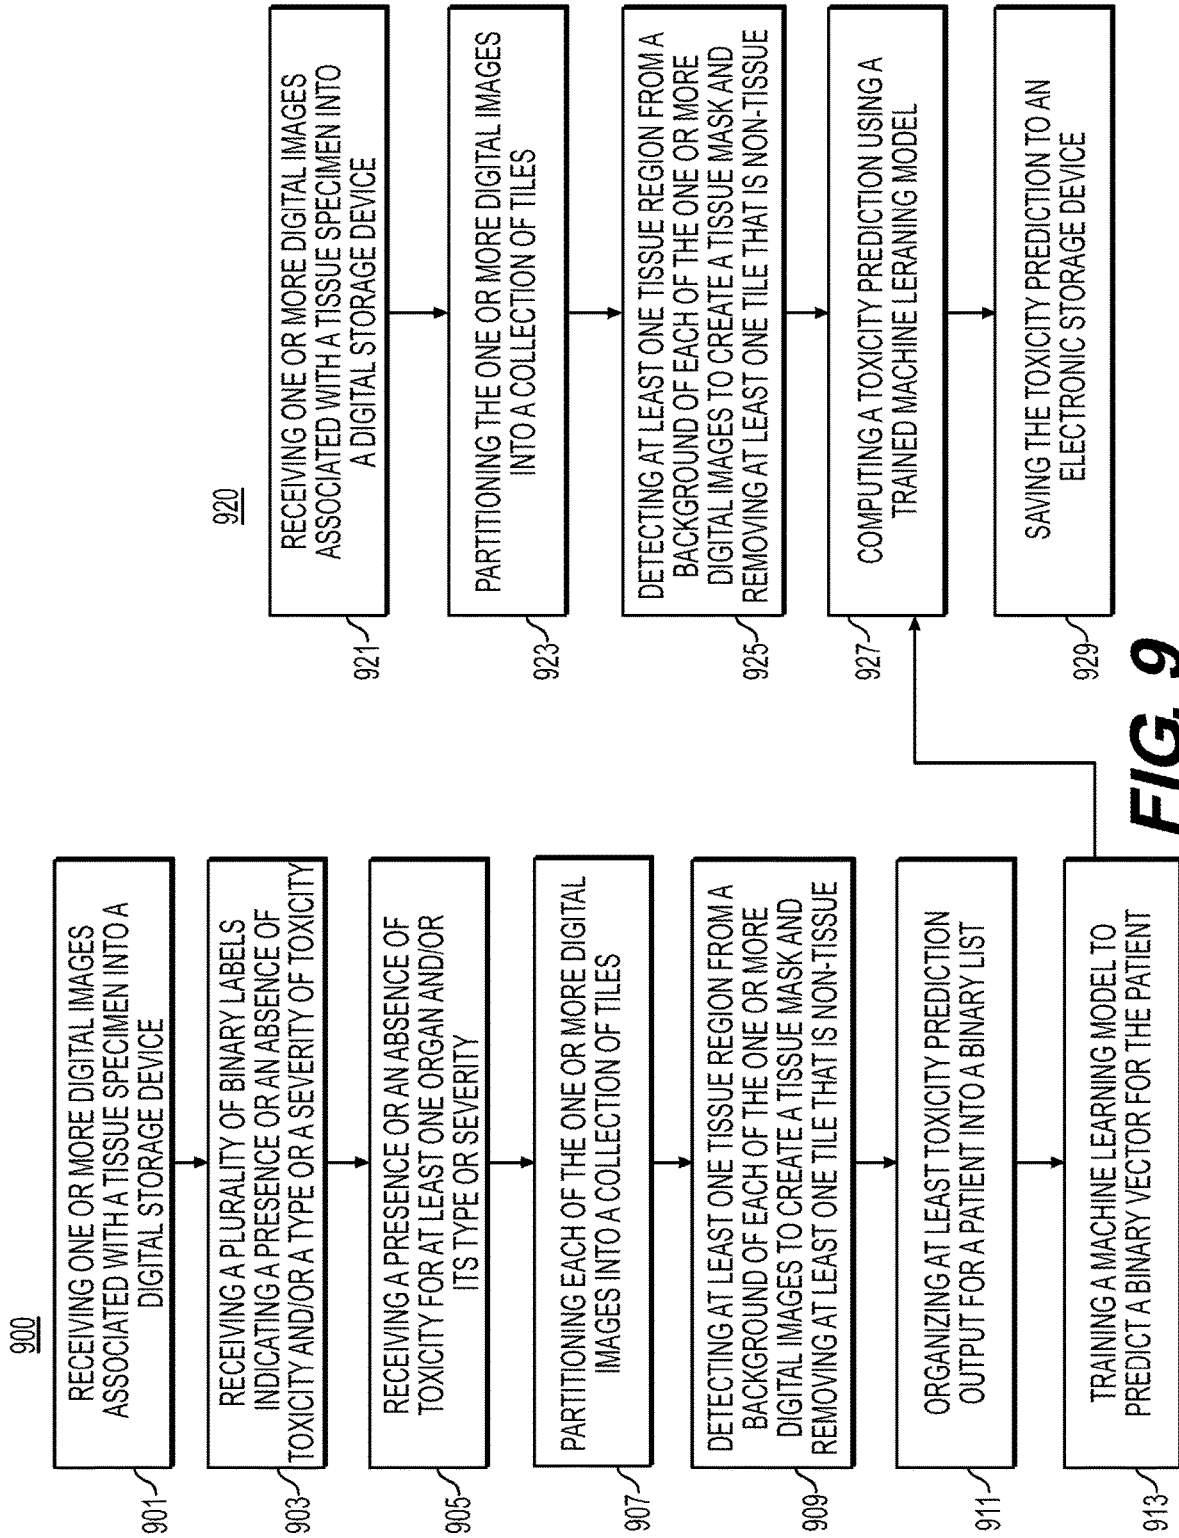 900
901
RECEIVING ONE OR MORE DIGITAL IMAGES
ASSOCIATED WITH A TISSUE SPECIMEN INTO A
DIGITAL STORAGE DEVICE
903
RECEIVING A PLURALITY OF BINARY LABELS
INDICATING A PRESENCE OR AN ABSENCE OF
TOXICITY AND/OR A TYPE OR A SEVERITY OF TOXICITY
905
RECEIVING A PRESENCE OR AN ABSENCE OF
TOXICITY FOR AT LEAST ONE ORGAN AND/OR
ITS TYPE OR SEVERITY
907
PARTITIONING EACH OF THE ONE OR MORE DIGITAL
IMAGES INTO A COLLECTION OF TILES
909
DETECTING AT LEAST ONE TISSUE REGION FROM A
BACKGROUND OF EACH OF THE ONE OR MORE
DIGITAL IMAGES TO CREATE A TISSUE MASK AND
REMOVING AT LEAST ONE TILE THAT IS NON-TISSUE
911
ORGANIZING AT LEAST TOXICITY PREDICTION
OUTPUT FOR A PATIENT INTO A BINARY LIST
913
TRAINING A MACHINE LEARNING MODEL TO
PREDICT A BINARY VECTOR FOR THE PATIENT
920
921
RECEIVING ONE OR MORE DIGITAL IMAGES
ASSOCIATED WITH A TISSUE SPECIMEN INTO
A DIGITAL STORAGE DEVICE
923
PARTITIONING THE ONE OR MORE DIGITAL IMAGES
INTO A COLLECTION OF TILES
925
DETECTING AT LEAST ONE TISSUE REGION FROM A
BACKGROUND OF EACH OF THE ONE OR MORE
DIGITAL IMAGES TO CREATE A TISSUE MASK AND
REMOVING AT LEAST ONE TILE THAT IS NON-TISSUE
927
COMPUTING A TOXICITY PREDICTION USING A
TRAINED MACHINE LERANING MODEL
929
SAVING THE TOXICITY PREDICTION TO AN
ELECTRONIC STORAGE DEVICE
FIG. 9